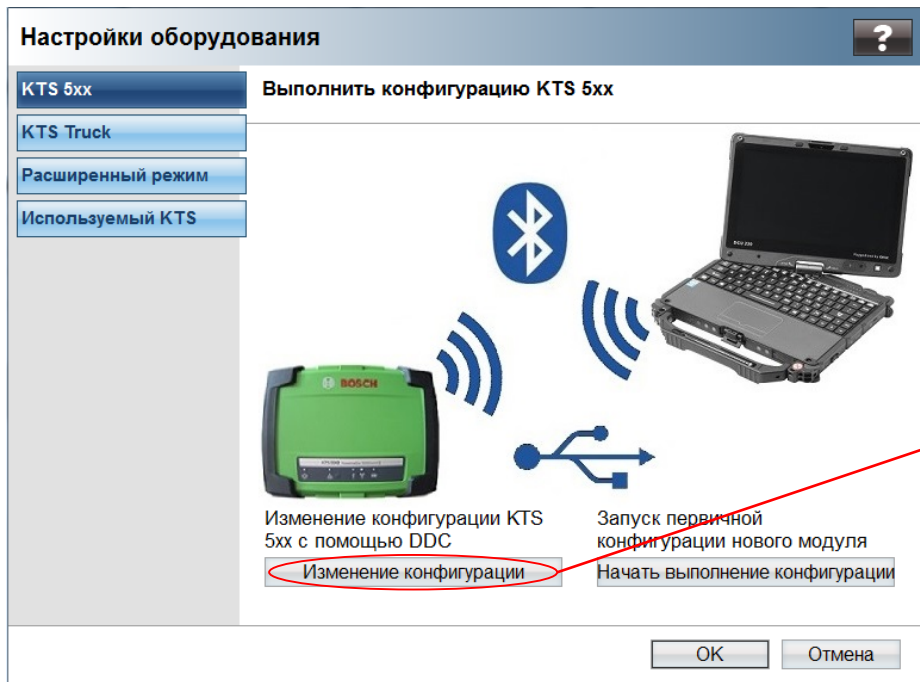 Настройки оборудования
?
KTS 5xx
Выполнить конфигурацию KTS 5xx
KTS Truck
Расширенный режим
Используемый KTS
BOSCH
Изменение конфигурации KTS
5xx с помощью DDC
Запуск первичной
конфигурации нового модуля
Изменение конфигурации
Начать выполнение конфигурации
OK
Отмена